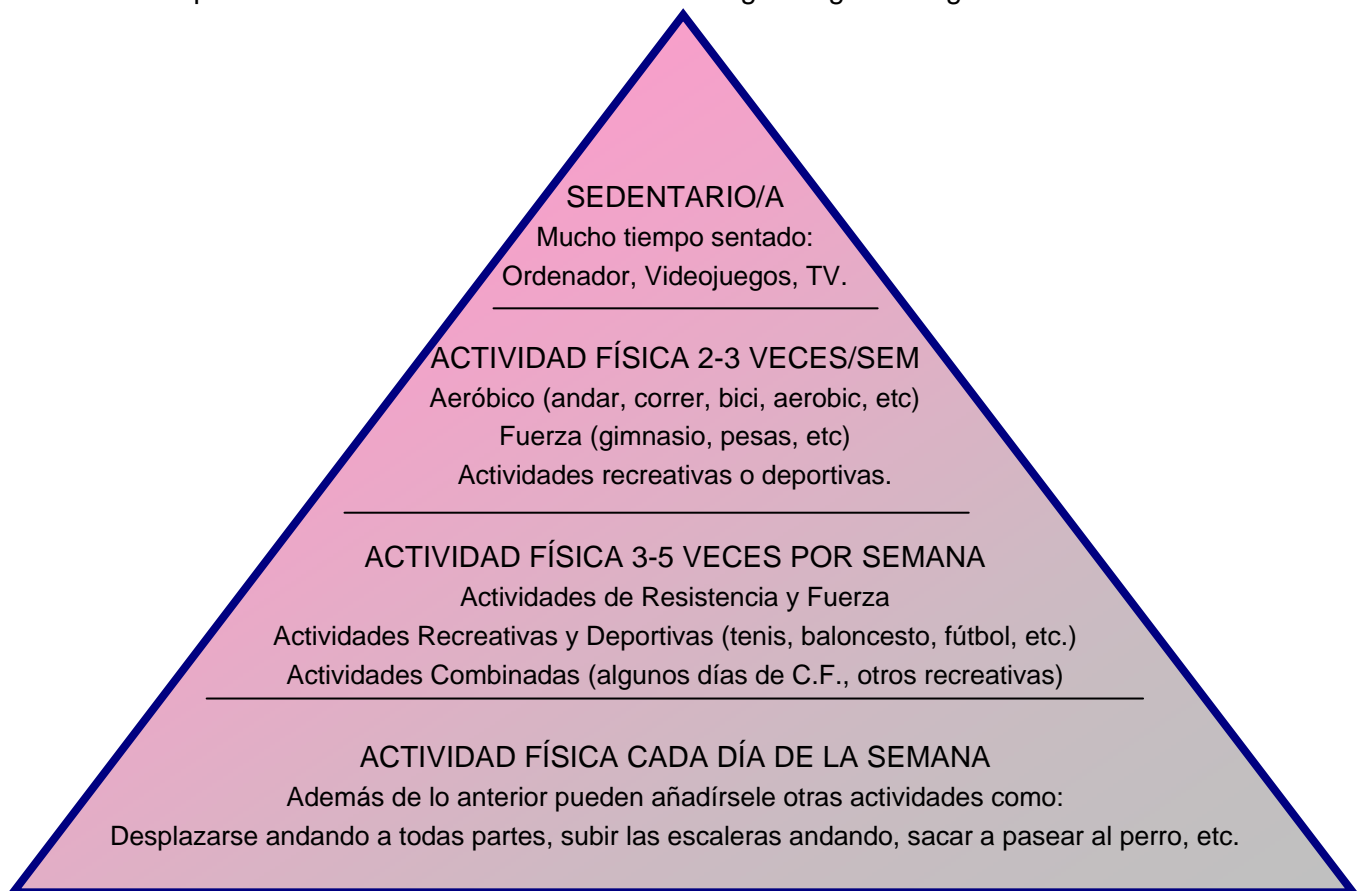 SEDENTARIO/A
Mucho tiempo sentado:
Ordenador, Videojuegos, TV.
ACTIVIDAD FÍSICA 2-3 VECES/SEM
Aeróbico (andar, correr, bici, aerobic, etc)
Fuerza (gimnasio, pesas, etc)
Actividades recreativas o deportivas.
ACTIVIDAD FÍSICA 3-5 VECES POR SEMANA
Actividades de Resistencia y Fuerza
Actividades Recreativas y Deportivas (tenis, baloncesto, fútbol, etc.)
Actividades Combinadas (algunos días de C.F., otros recreativas)
ACTIVIDAD FÍSICA CADA DÍA DE LA SEMANA
Además de lo anterior pueden añadírsele otras actividades como:
Desplazarse andando a todas partes, subir las escaleras andando, sacar a pasear al perro, etc.